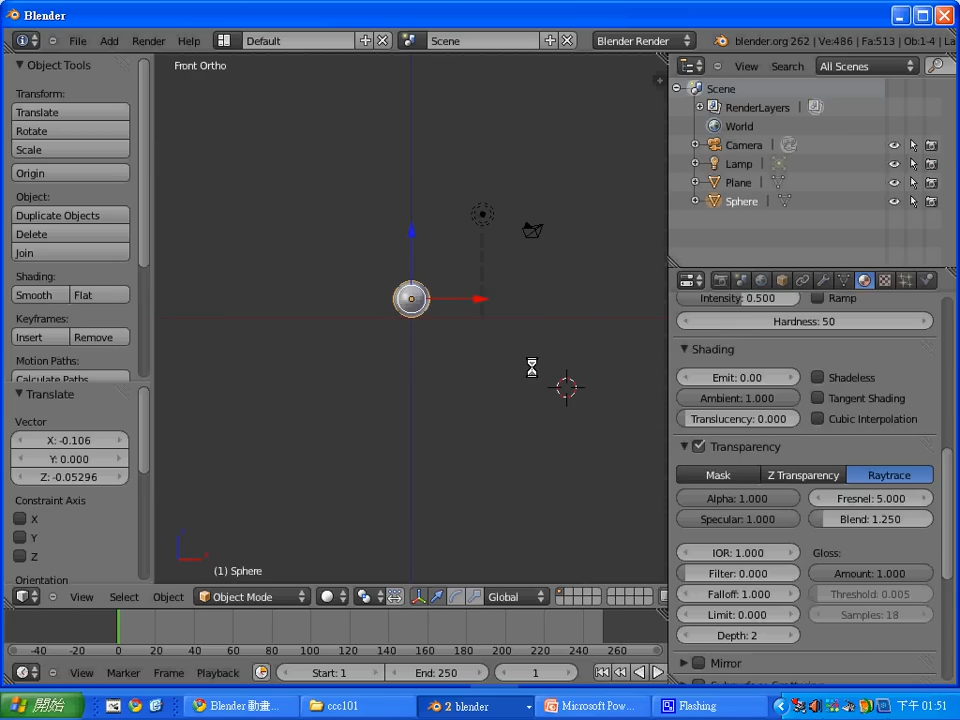 Blender
File Add Render Help Default Scene Blender Render blender.org 262 | Ve:486 | Fa:513 | Ob:1-4 | La
Object Tools
Transform:
Translate
Rotate
Scale
Origin
Object:
Duplicate Objects
Delete
Join
Shading:
Smooth Flat
Keyframes:
Insert Remove
Motion Paths:
Calculate Paths
Translate
Vector
X: -0.106
Y: 0.000
Z: -0.05296
Constraint Axis
X
Y
Z
Orientation
Front Ortho
(1) Sphere
View Select Object Object Mode Global
-40 -20 0 20 40 60 80 100 120 140 160 180 200 220 240 260
View Marker Frame Playback Start: 1 End: 250 1
View Search All Scenes
Scene
RenderLayers
World
Camera
Lamp
Plane
Sphere
Intensity: 0.500 Ramp
Hardness: 50
Shading
Emit: 0.00 Shadeless
Ambient: 1.000 Tangent Shading
Translucency: 0.000 Cubic Interpolation
Transparency
Mask Z Transparency Raytrace
Alpha: 1.000 Fresnel: 5.000
Specular: 1.000 Blend: 1.250
IOR: 1.000 Gloss:
Filter: 0.000 Amount: 1.000
Falloff: 1.000 Threshold: 0.005
Limit: 0.000 Samples: 18
Depth: 2
Mirror
開始 Blender 動畫... ccc101 2 blender Microsoft Pow... Flashing 下午 01:51